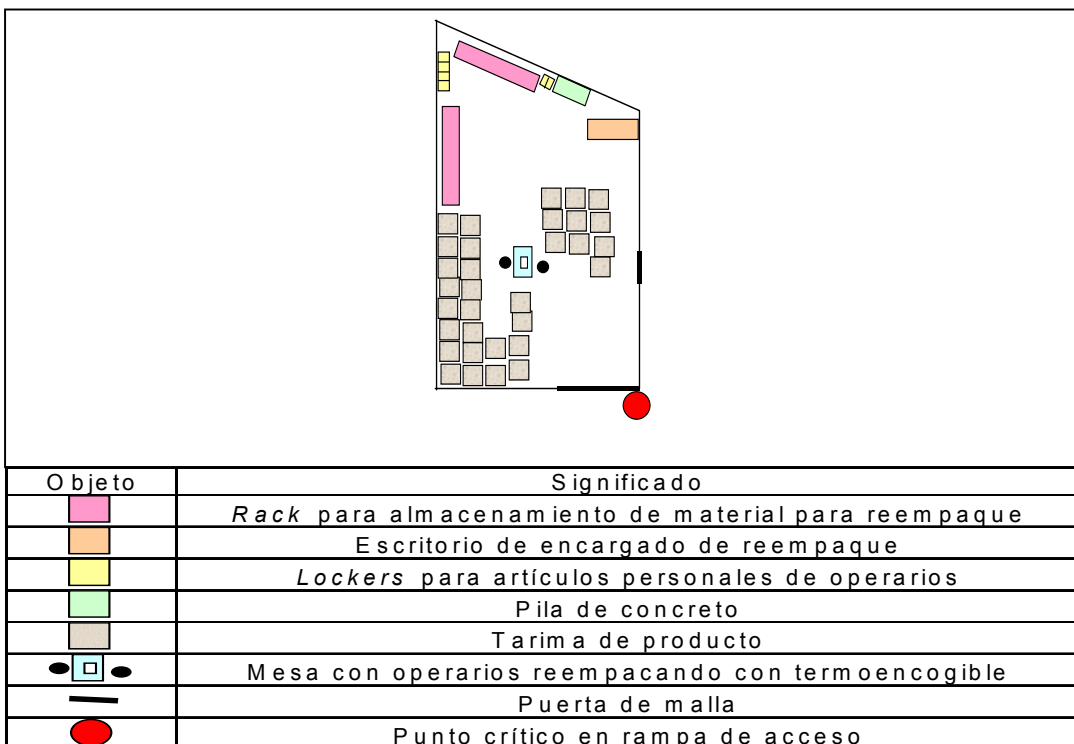 Objeto Significado
Rack para almacenamiento de material para reempaque
Escritorio de encargado de reempaque
Lockers para artículos personales de operarios
Pila de concreto
Tarima de producto
Mesa con operarios reempacando con termoencogible
Puerta de malla
Punto crítico en rampa de acceso